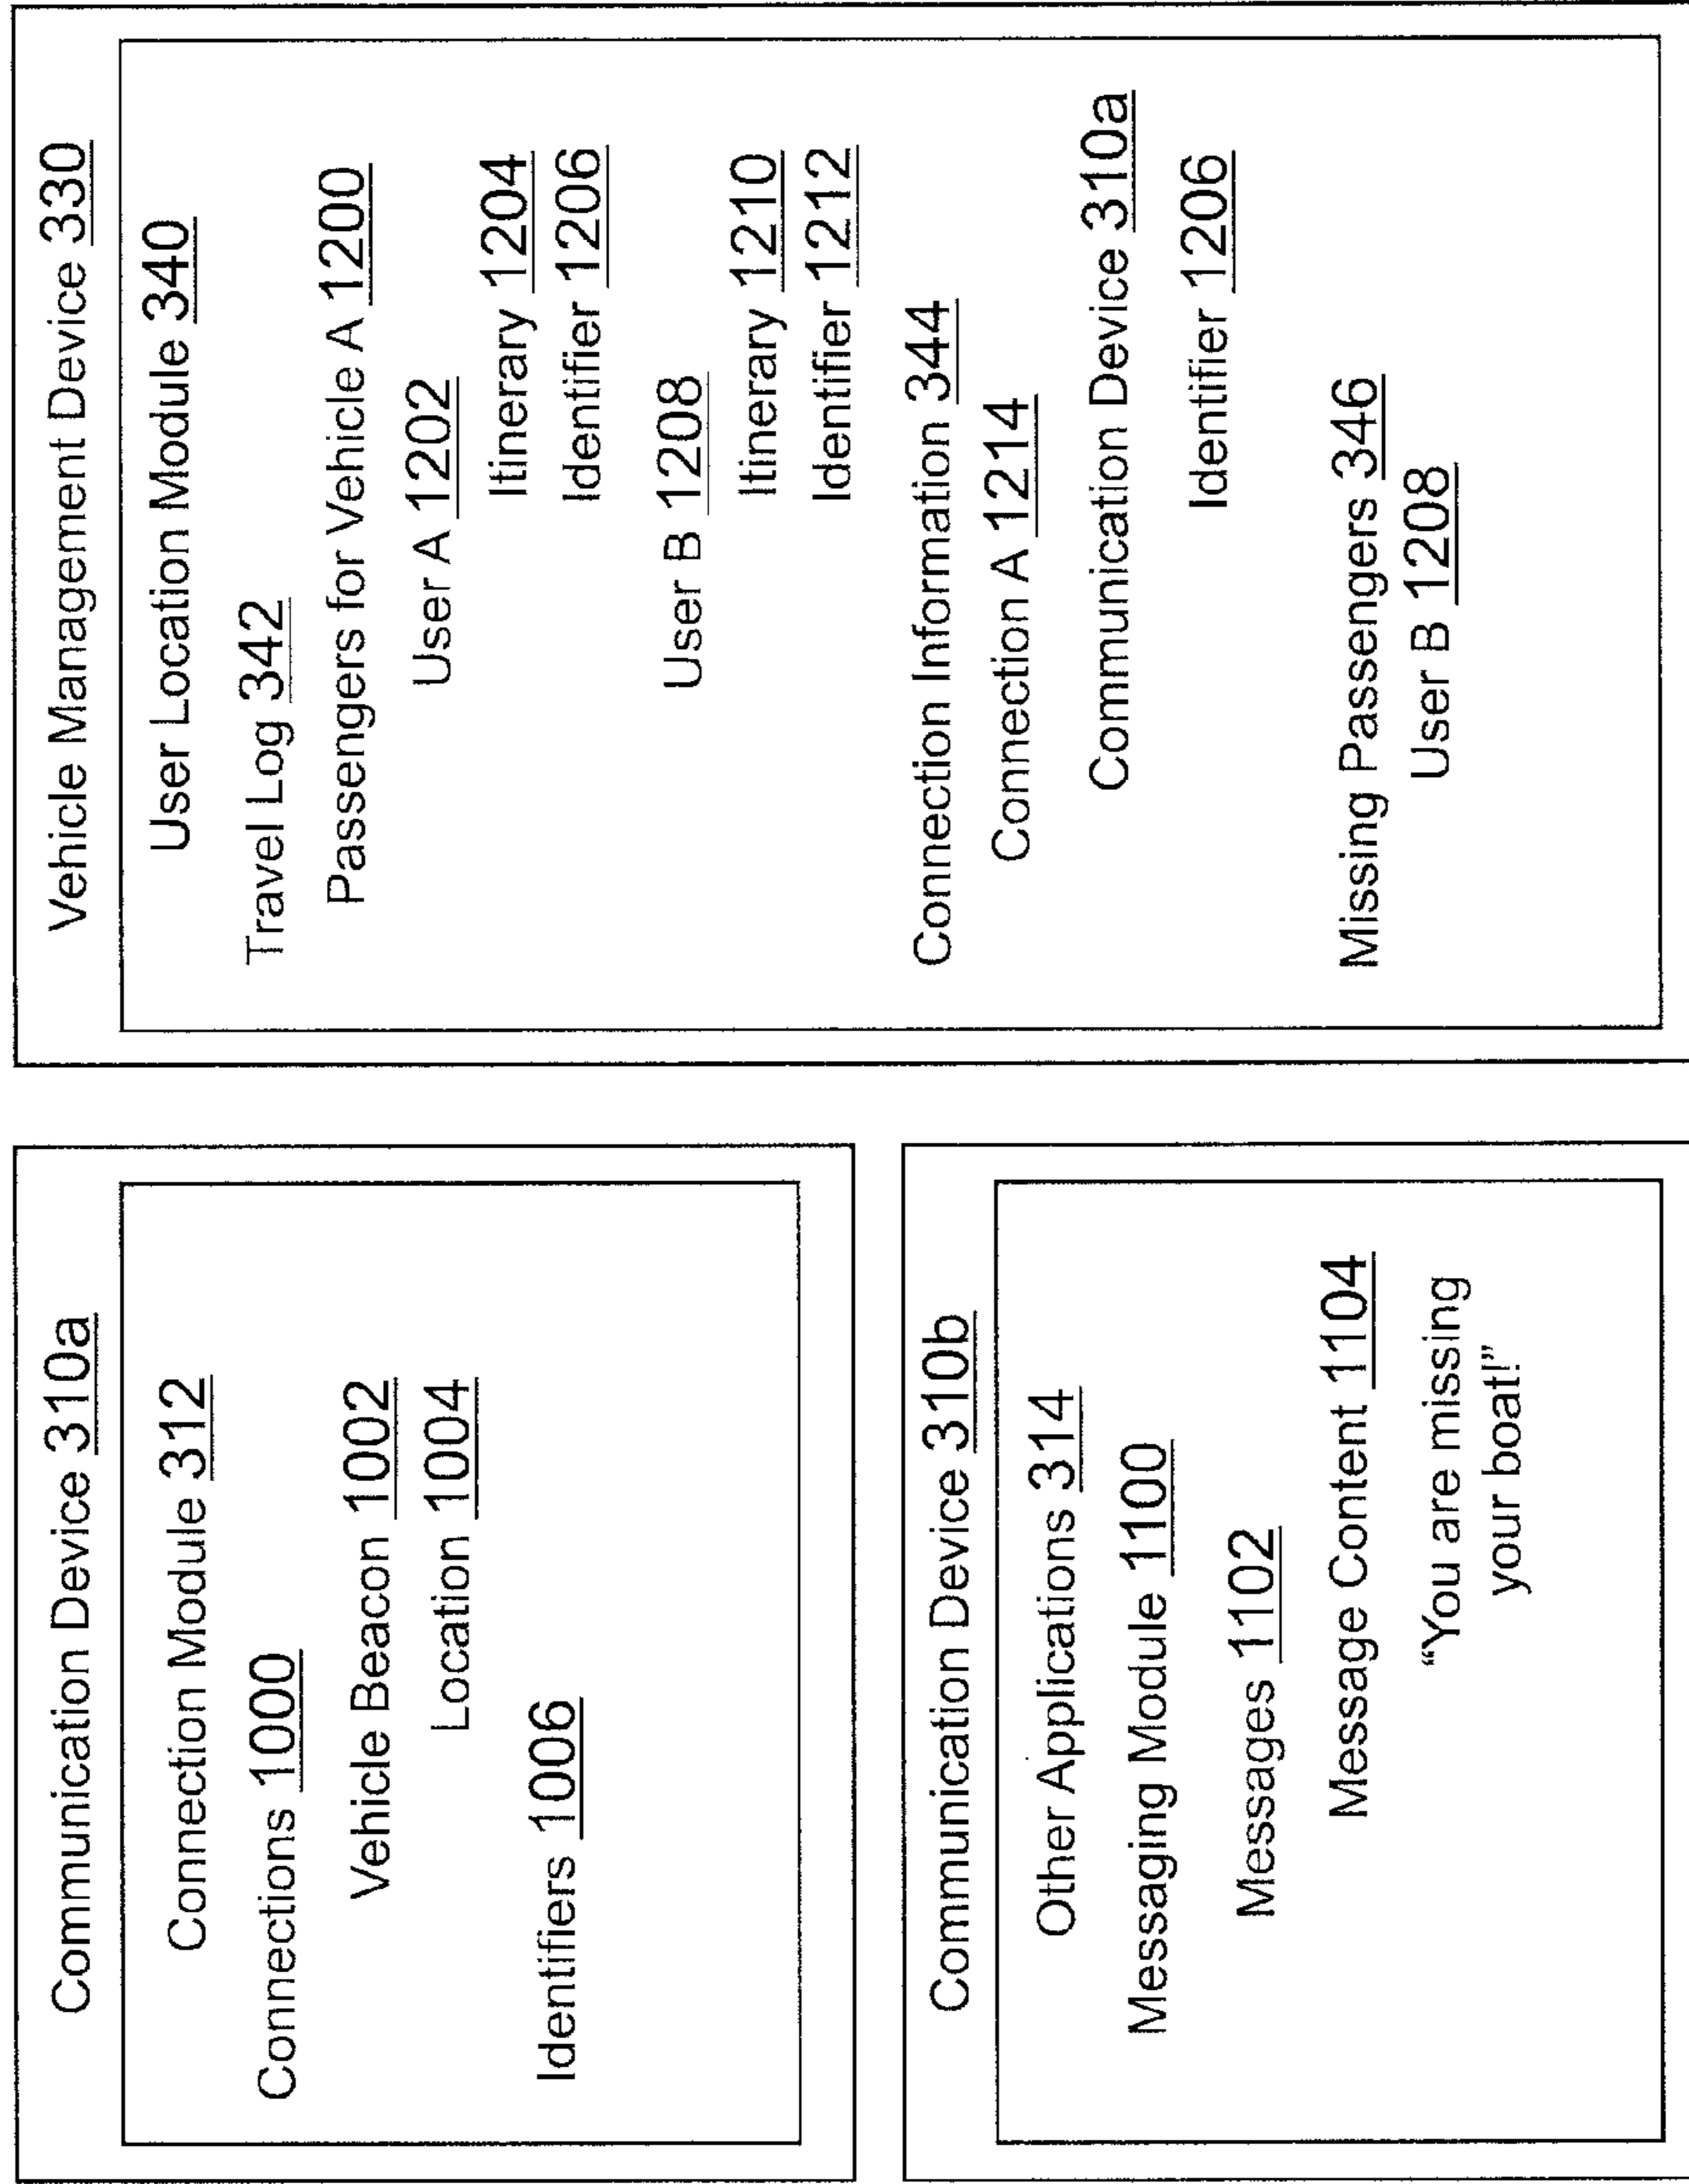 Communication Device 310a
Connection Module 312
Connections 1000
Vehicle Beacon 1002
Location 1004
Identifiers 1006
Communication Device 310b
Other Applications 314
Messaging Module 1100
Messages 1102
Message Content 1104
“You are missing
your boat!”
Vehicle Management Device 330
User Location Module 340
Travel Log 342
Passengers for Vehicle A 1200
User A 1202
Itinerary 1204
Identifier 1206
User B 1208
Itinerary 1210
Identifier 1212
Connection Information 344
Connection A 1214
Communication Device 310a
Identifier 1206
Missing Passengers 346
User B 1208